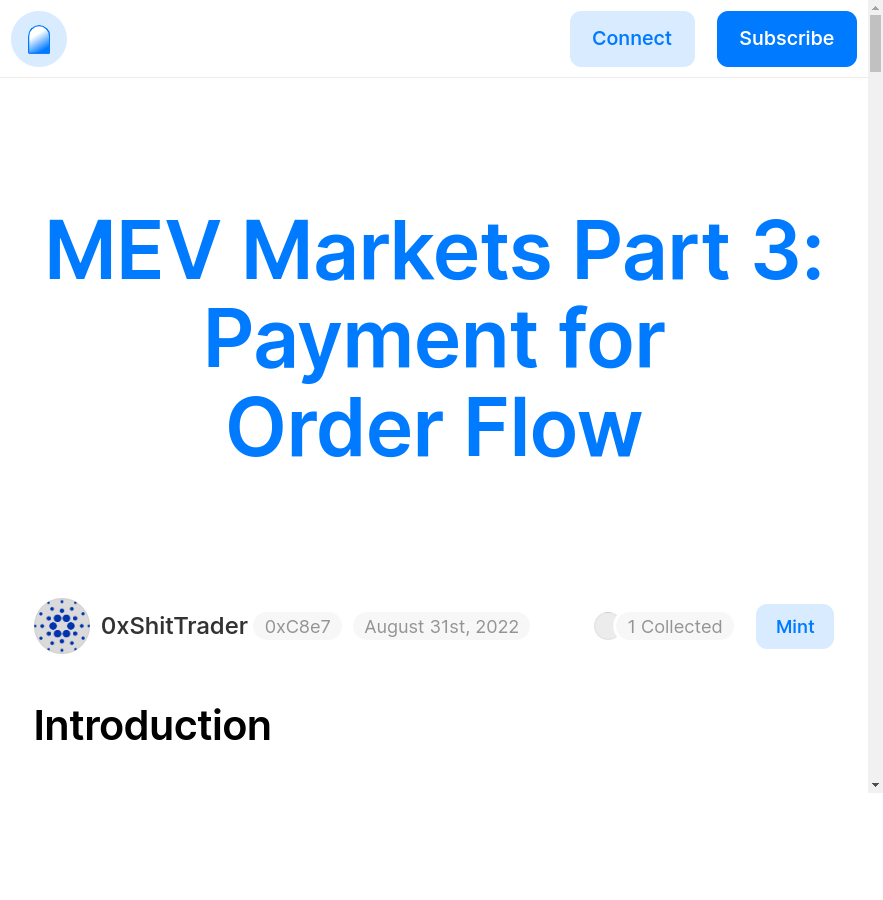 Connect
Subscribe
MEV Markets Part 3:
Payment for
Order Flow
0xShitTrader 0xC8e7 August 31st, 2022 1 Collected Mint
Introduction